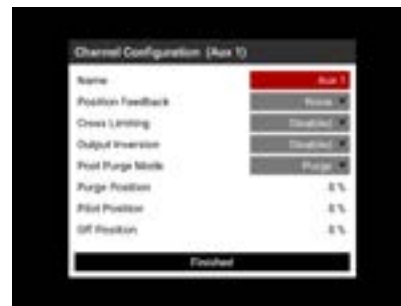 Channel Configuration (Aux 1)
Name Aux 1
Position Feedback None
Cross Limiting Disabled
Output Inversion Disabled
Post Purge Mode Purge
Purge Position 0 %
Pilot Position 0 %
Off Position 0 %
Finished